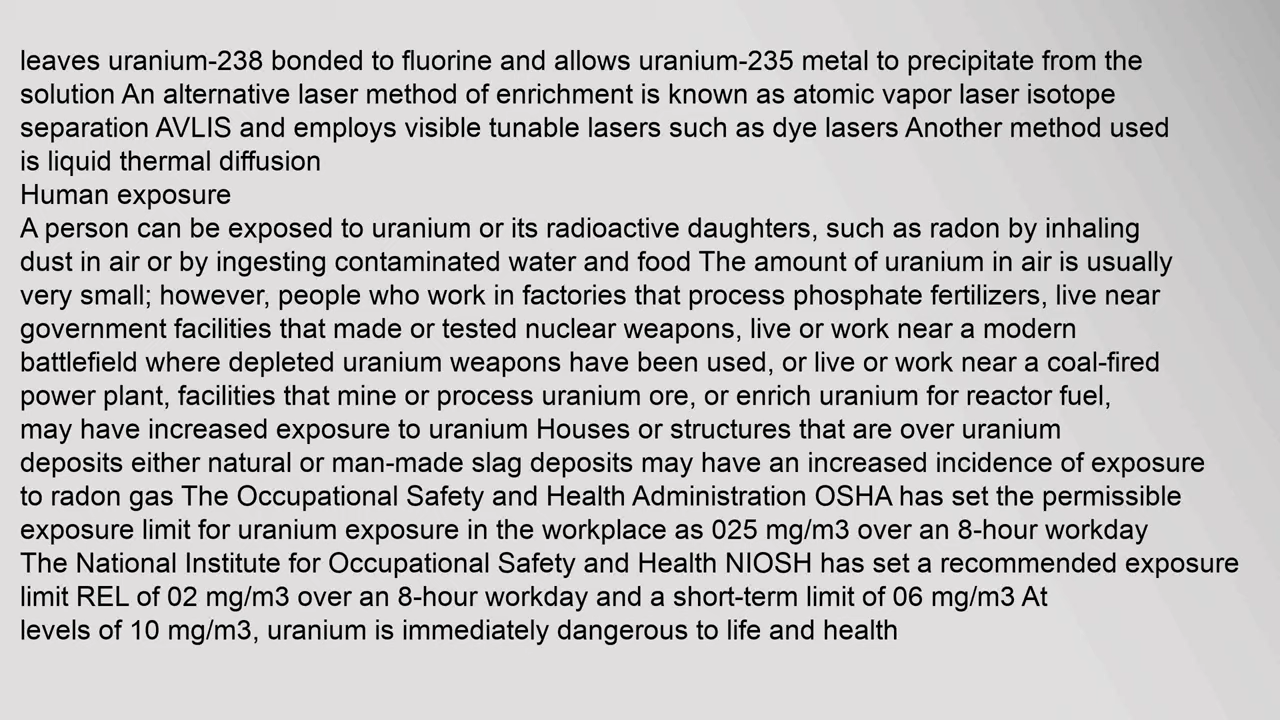 leaves uranium-238 bonded to fluorine and allows uranium-235 metal to precipitate from the
solution An alternative laser method of enrichment is known as atomic vapor laser isotope
separation AVLIS and employs visible tunable lasers such as dye lasers Another method used
is liquid thermal diffusion
Human exposure
A person can be exposed to uranium or its radioactive daughters, such as radon by inhaling
dust in air or by ingesting contaminated water and food The amount of uranium in air is usually
very small; however, people who work in factories that process phosphate fertilizers, live near
government facilities that made or tested nuclear weapons, live or work near a modern
battlefield where depleted uranium weapons have been used, or live or work near a coal-fired
power plant, facilities that mine or process uranium ore, or enrich uranium for reactor fuel,
may have increased exposure to uranium Houses or structures that are over uranium
deposits either natural or man-made slag deposits may have an increased incidence of exposure
to radon gas The Occupational Safety and Health Administration OSHA has set the permissible
exposure limit for uranium exposure in the workplace as 025 mg/m3 over an 8-hour workday
The National Institute for Occupational Safety and Health NIOSH has set a recommended exposure
limit REL of 02 mg/m3 over an 8-hour workday and a short-term limit of 06 mg/m3 At
levels of 10 mg/m3, uranium is immediately dangerous to life and health